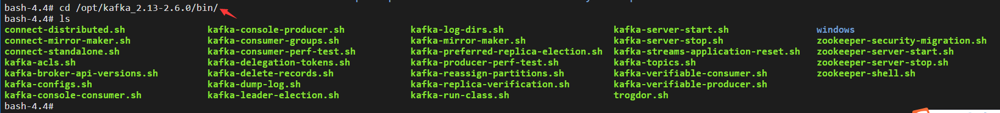 bash-4.4# cd /opt/kafka_2.13-2.6.0/bin/
bash-4.4# ls
connect-distributed.sh kafka-console-producer.sh kafka-log-dirs.sh kafka-server-start.sh windows
connect-mirror-maker.sh kafka-consumer-groups.sh kafka-mirror-maker.sh kafka-server-stop.sh zookeeper-security-migration.sh
connect-standalone.sh kafka-consumer-perf-test.sh kafka-preferred-replica-election.sh kafka-streams-application-reset.sh zookeeper-server-start.sh
kafka-acls.sh kafka-delegation-tokens.sh kafka-producer-perf-test.sh kafka-topics.sh zookeeper-server-stop.sh
kafka-broker-api-versions.sh kafka-delete-records.sh kafka-reassign-partitions.sh kafka-verifiable-consumer.sh zookeeper-shell.sh
kafka-configs.sh kafka-dump-log.sh kafka-replica-verification.sh kafka-verifiable-producer.sh
kafka-console-consumer.sh kafka-leader-election.sh kafka-run-class.sh trogdor.sh
bash-4.4#